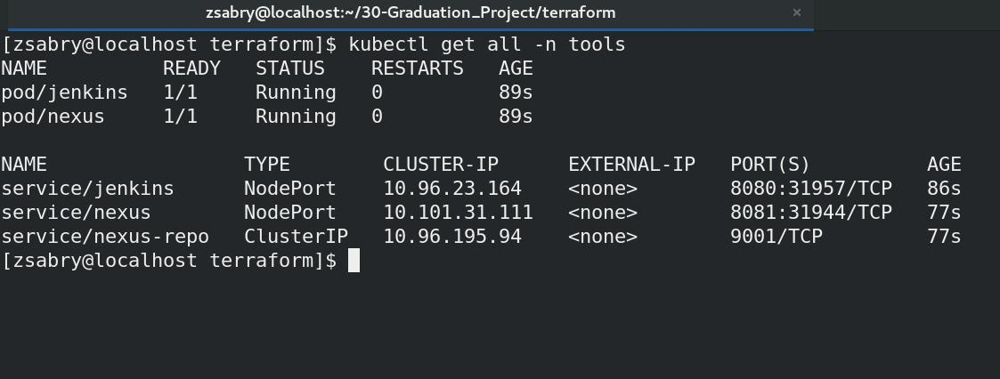 zsabry@localhost:~/30-Graduation_Project/terraform ×
[zsabry@localhost terraform]$ kubectl get all -n tools
NAME READY STATUS RESTARTS AGE
pod/jenkins 1/1 Running 0 89s
pod/nexus 1/1 Running 0 89s
NAME TYPE CLUSTER-IP EXTERNAL-IP PORT(S) AGE
service/jenkins NodePort 10.96.23.164 <none> 8080:31957/TCP 86s
service/nexus NodePort 10.101.31.111 <none> 8081:31944/TCP 77s
service/nexus-repo ClusterIP 10.96.195.94 <none> 9001/TCP 77s
[zsabry@localhost terraform]$